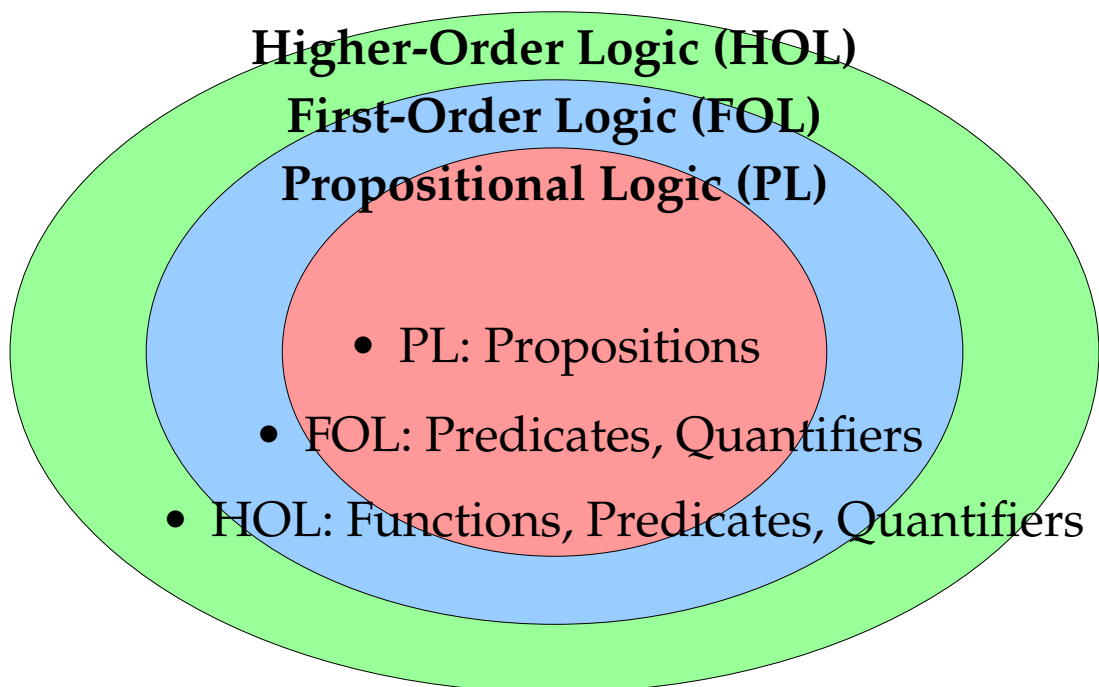 Higher-Order Logic (HOL)
First-Order Logic (FOL)
Propositional Logic (PL)
• PL: Propositions
• FOL: Predicates, Quantifiers
• HOL: Functions, Predicates, Quantifiers